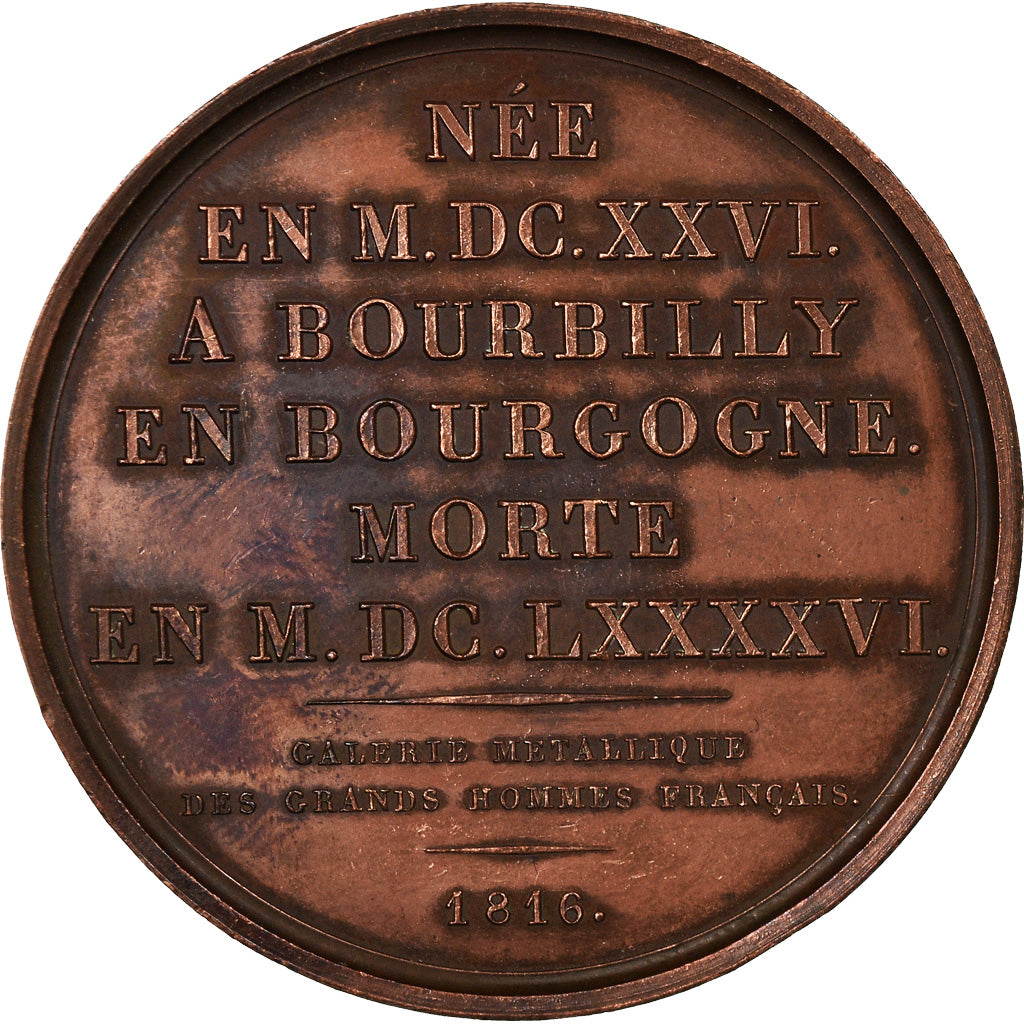 NÉE
EN M.DC.XXVI.
A BOURBILLY
EN BOURGOGNE.
MORTE
EN M.DC.LXXXXVI.
GALERIE METALLIQUE
DES GRANDS HOMMES FRANÇAIS.
1816.